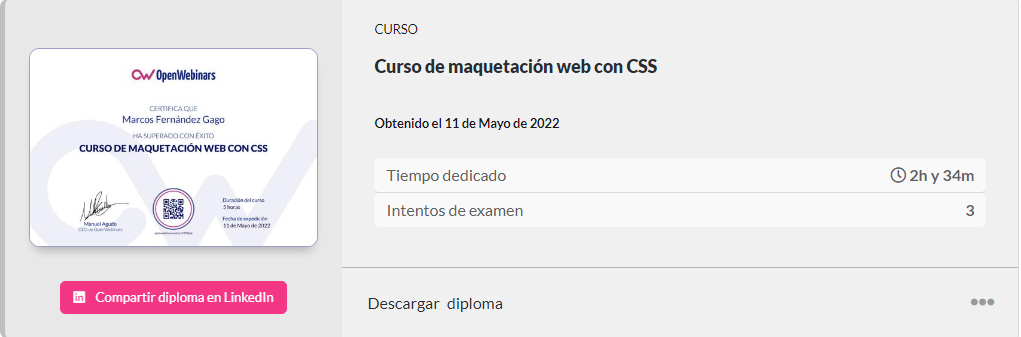 OpenWebinars
CERTIFICA QUE
Marcos Fernández Gago
HA SUPERADO CON ÉXITO
CURSO DE MAQUETACIÓN WEB CON CSS
Manuel Agudo
CEO de OpenWebinars
Duración del curso
5 horas
Fecha de expedición
11 de Mayo de 2022
Compartir diploma en LinkedIn
CURSO
Curso de maquetación web con CSS
Obtenido el 11 de Mayo de 2022
Tiempo dedicado 2h y 34m
Intentos de examen 3
Descargar diploma